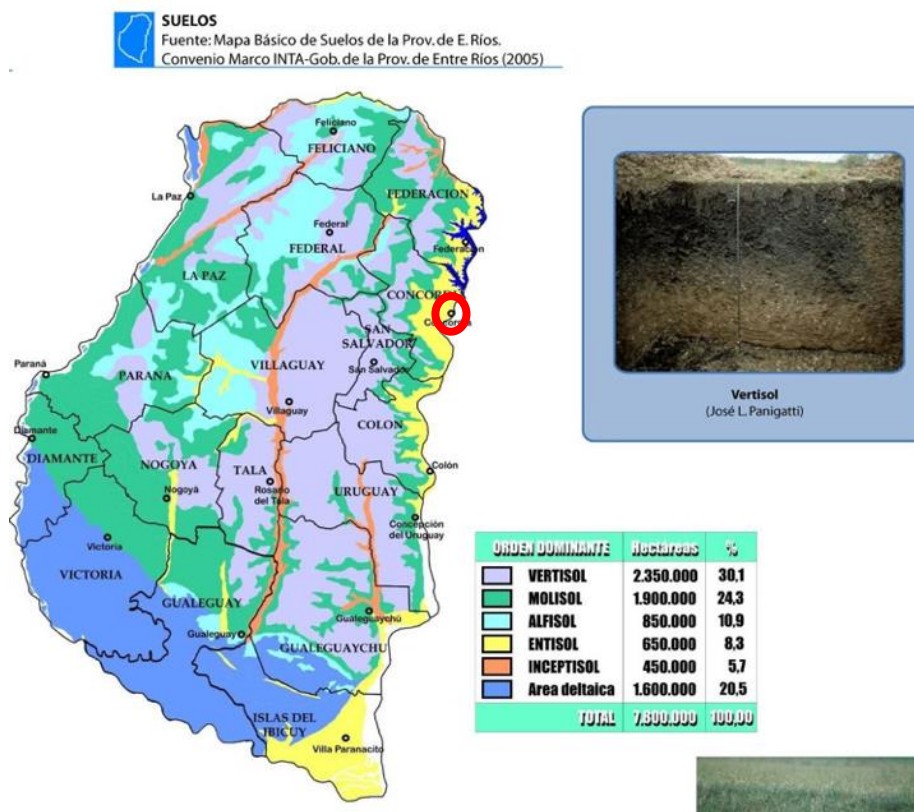 SUELOS
Fuente: Mapa Básico de Suelos de la Prov. de E. Ríos.
Convenio Marco INTA-Gob. de la Prov. de Entre Ríos (2005)
Feliciano
FELICIANO
La Paz
FEDERACION
Federal
FEDERAL
Federación
LA PAZ
CONCORDIA
Concordia
SAN
SALVADOR
San Salvador
VILLAGUAY
Villaguay
Paraná
PARANA
COLON
Colón
Diamante
DIAMANTE
NOGOYA
Nogoyá
TALA
Rosario
del Tala
URUGUAY
Concepción
del Uruguay
Victoria
VICTORIA
GUALEGUAY
Gualeguay
Gualeguaychú
GUALEGUAYCHU
ISLAS DEL
IBICUY
Villa Paranacito
Vertisol
(José L. Panigatti)
ORDEN DOMINANTE Hectáreas %
VERTISOL 2.350.000 30,1
MOLISOL 1.900.000 24,3
ALFISOL 850.000 10,9
ENTISOL 650.000 8,3
INCEPTISOL 450.000 5,7
Area deltaica 1.600.000 20,5
TOTAL 7.800.000 100,00